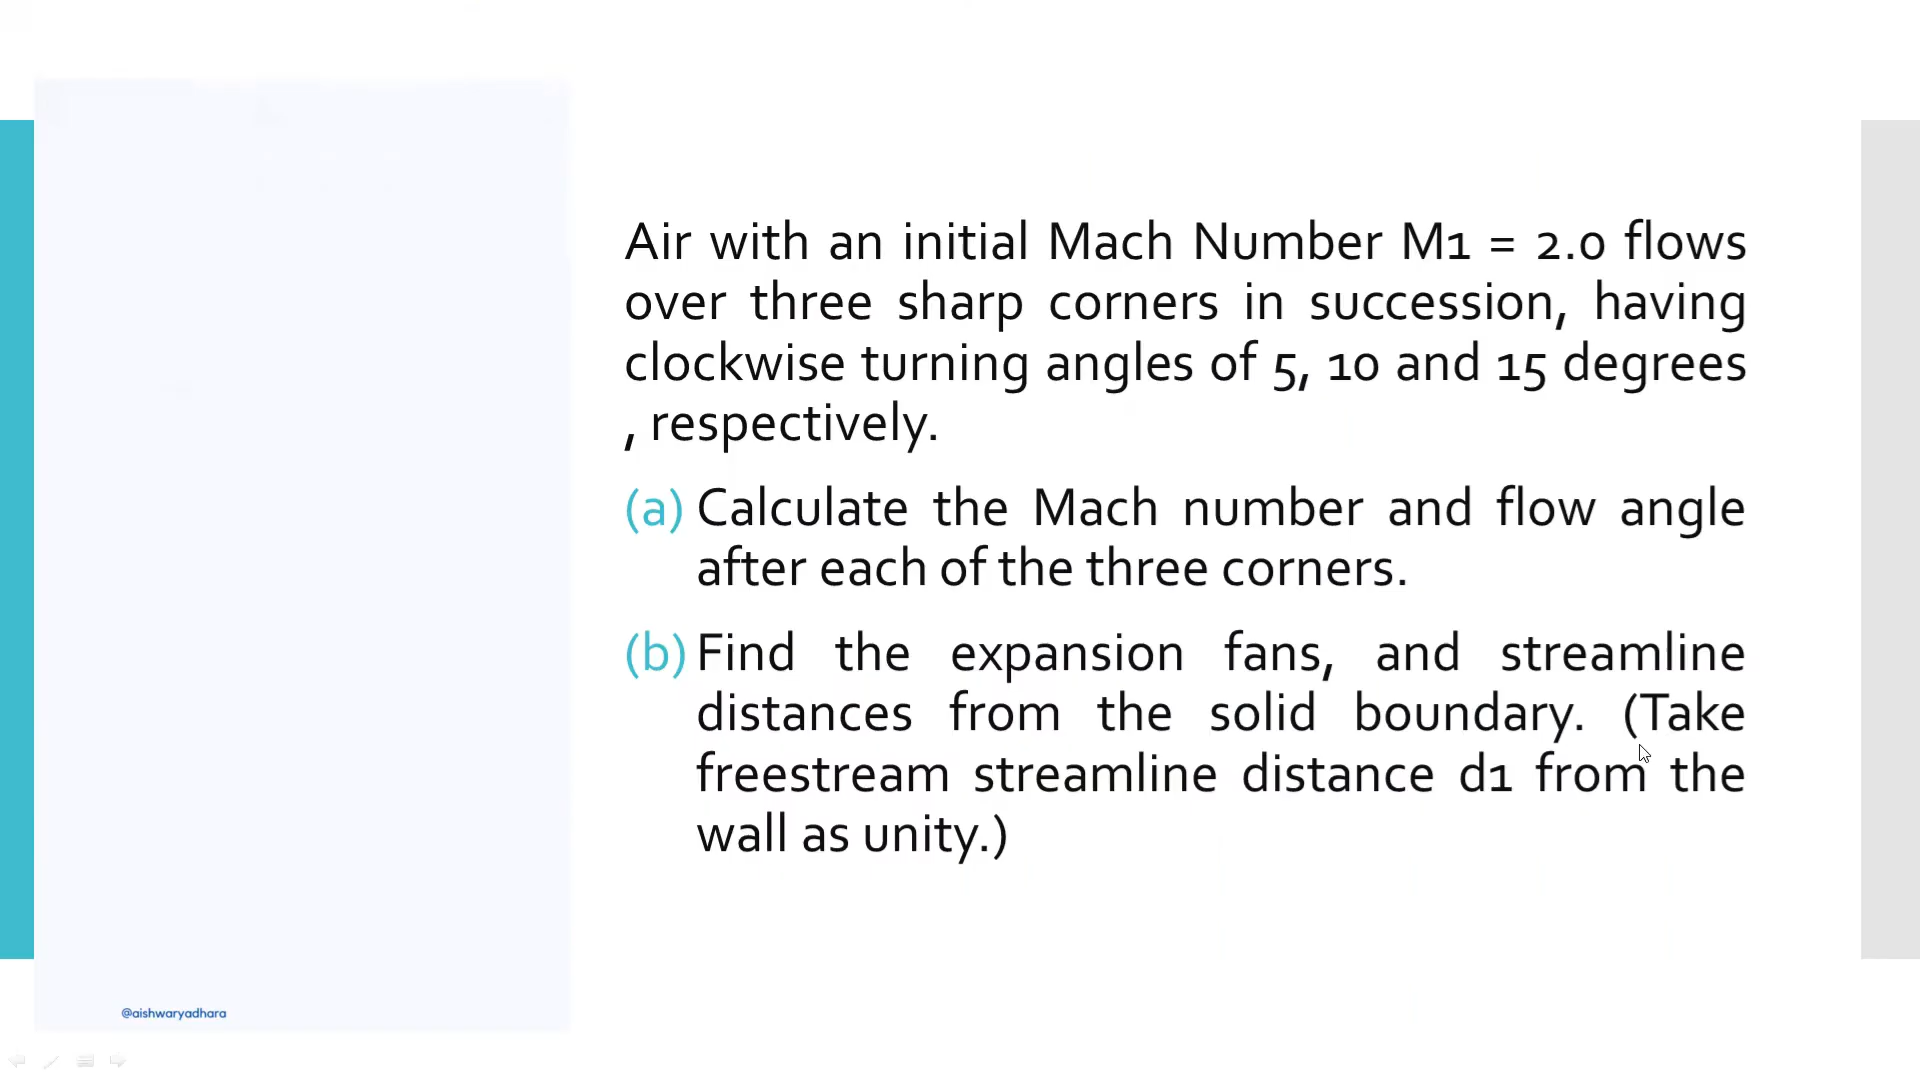 Air with an initial Mach Number M1 = 2.0 flows
over three sharp corners in succession, having
clockwise turning angles of 5, 10 and 15 degrees
, respectively.
(a) Calculate the Mach number and flow angle
after each of the three corners.
(b) Find the expansion fans, and streamline
distances from the solid boundary. (Take
freestream streamline distance d1 from the
wall as unity.)
@aishwaryadhara